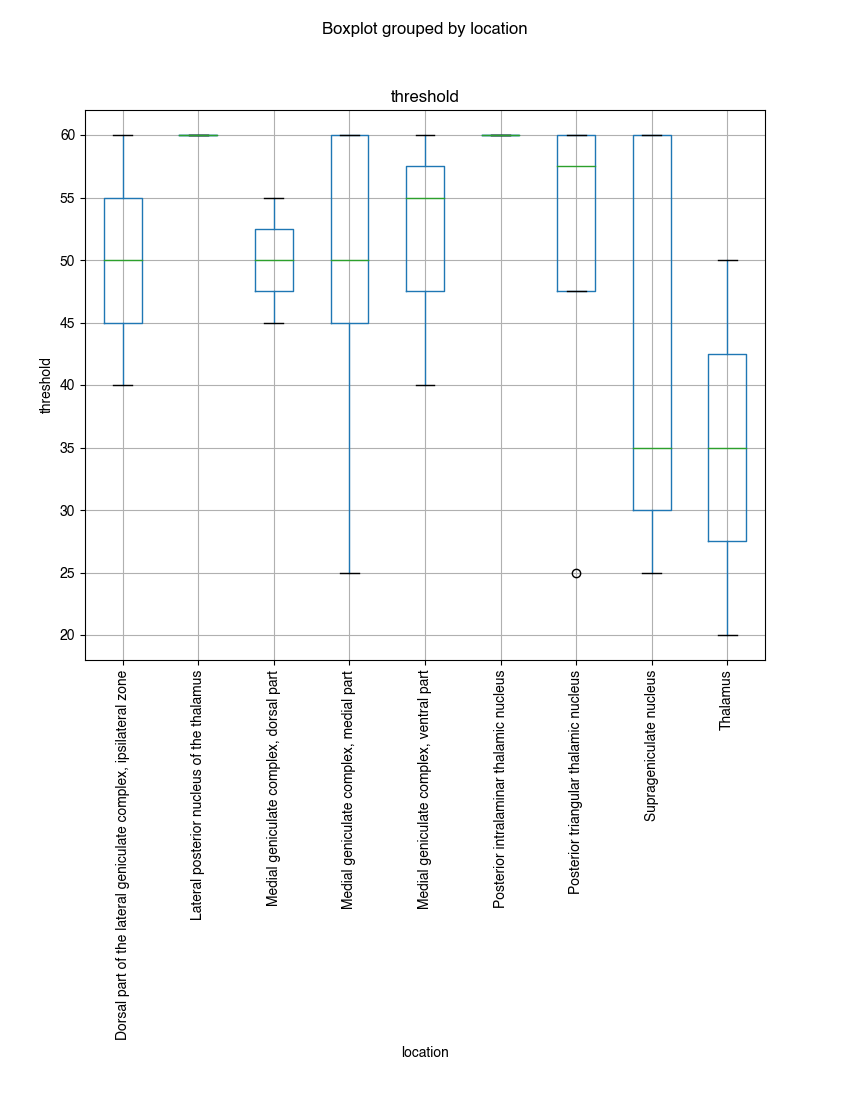 Boxplot grouped by location
threshold
60
55
50
45
40
35
30
25
20
threshold
Dorsal part of the lateral geniculate complex, ipsilateral zone
Lateral posterior nucleus of the thalamus
Medial geniculate complex, dorsal part
Medial geniculate complex, medial part
Medial geniculate complex, ventral part
Posterior intralaminar thalamic nucleus
Posterior triangular thalamic nucleus
Suprageniculate nucleus
Thalamus
location